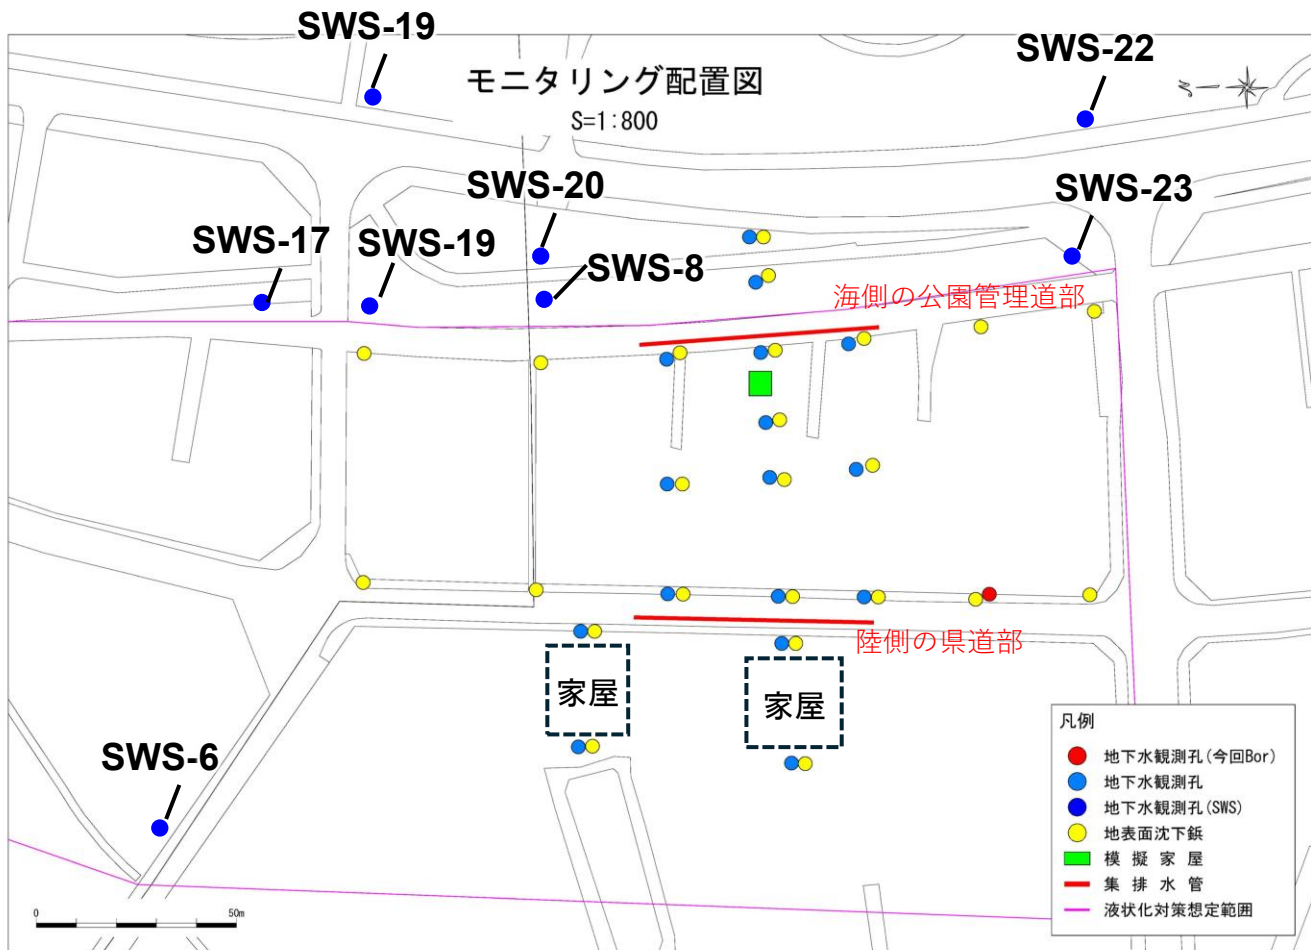 SWS-19
SWS-22
モニタリング配置図
S=1:800
N
SWS-20
SWS-23
SWS-17
SWS-19
SWS-8
海側の公園管理道部
陸側の県道部
家屋
家屋
SWS-6
凡例
地下水観測孔(今回Bor)
地下水観測孔
地下水観測孔(SWS)
地表面沈下鋲
模擬家屋
集排水管
液状化対策想定範囲
0 50m